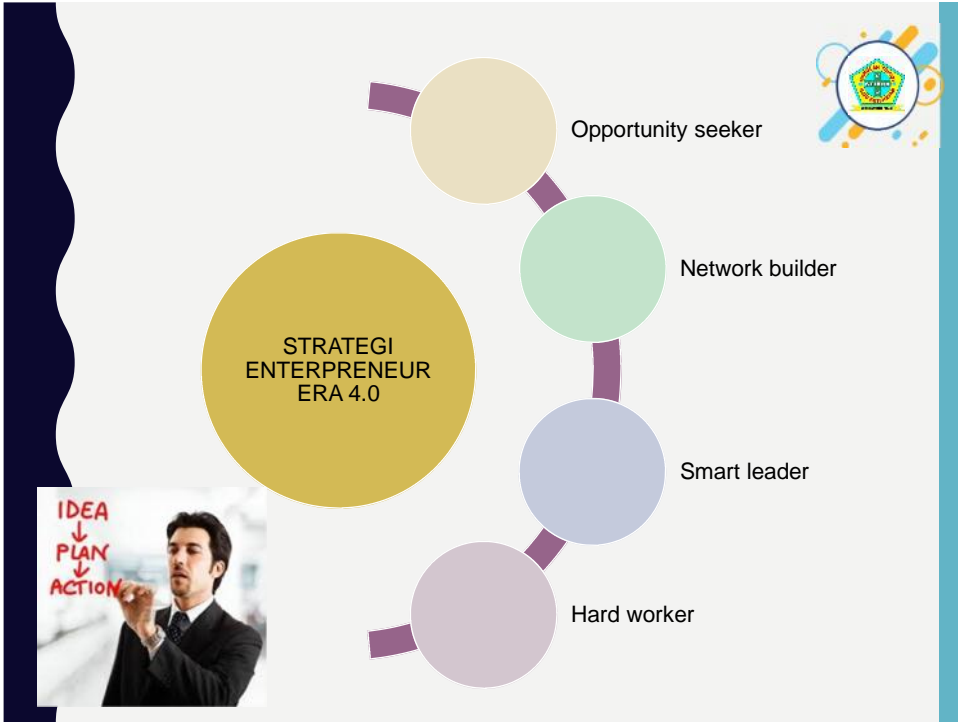 Opportunity seeker
Network builder
STRATEGI
ENTERPRENEUR
ERA 4.0
Smart leader
IDEA
PLAN
ACTION
Hard worker